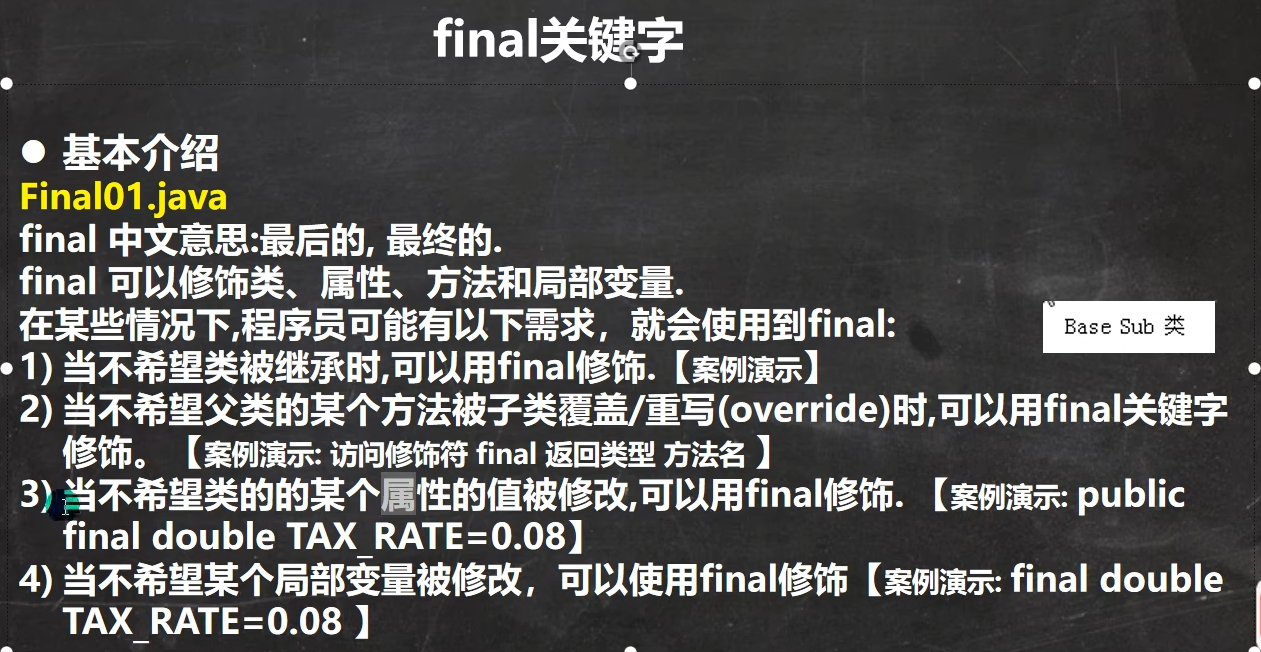 final关键字
● 基本介绍
Final01.java
final 中文意思:最后的, 最终的.
final 可以修饰类、属性、方法和局部变量.
在某些情况下,程序员可能有以下需求，就会使用到final:
Base Sub 类
1) 当不希望类被继承时,可以用final修饰.【案例演示】
2) 当不希望父类的某个方法被子类覆盖/重写(override)时,可以用final关键字
修饰。【案例演示: 访问修饰符 final 返回类型 方法名 】
3) 当不希望类的的某个属性的值被修改,可以用final修饰. 【案例演示: public
final double TAX_RATE=0.08】
4) 当不希望某个局部变量被修改，可以使用final修饰【案例演示: final double
TAX_RATE=0.08 】